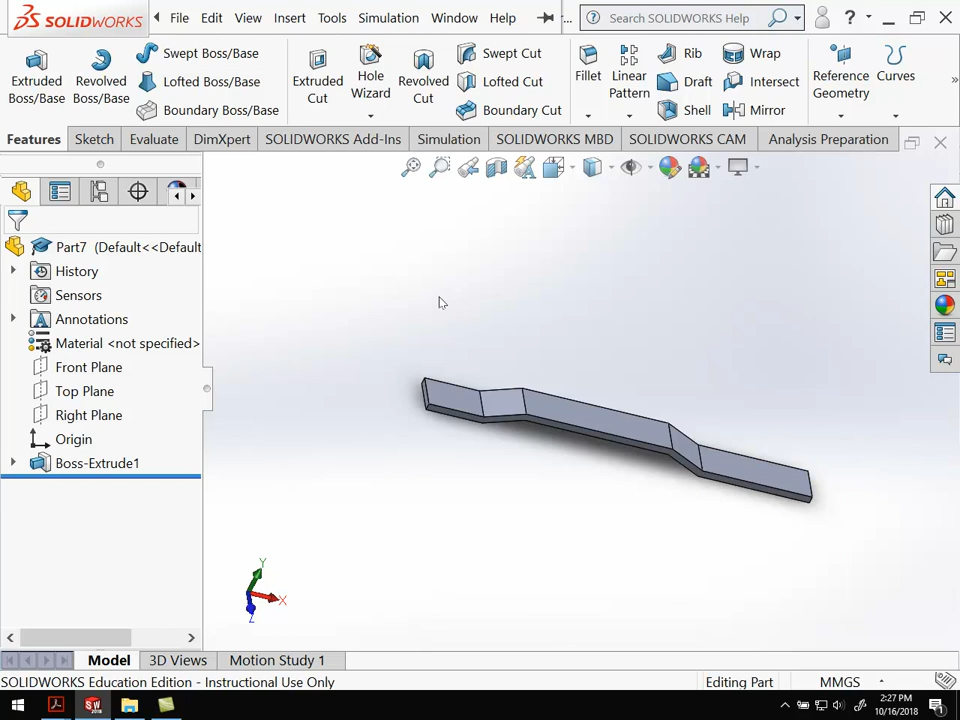 SOLIDWORKS File Edit View Insert Tools Simulation Window Help ... Search SOLIDWORKS Help ?
Extruded Boss/Base
Revolved Boss/Base
Swept Boss/Base
Lofted Boss/Base
Boundary Boss/Base
Extruded Cut
Hole Wizard
Revolved Cut
Swept Cut
Lofted Cut
Boundary Cut
Fillet
Linear Pattern
Rib
Draft
Shell
Wrap
Intersect
Mirror
Reference Geometry
Curves
»
Features Sketch Evaluate DimXpert SOLIDWORKS Add-Ins Simulation SOLIDWORKS MBD SOLIDWORKS CAM Analysis Preparation
Part7 (Default<<Default
History
Sensors
Annotations
Material <not specified>
Front Plane
Top Plane
Right Plane
Origin
Boss-Extrude1
Y
X
Z
Model 3D Views Motion Study 1
SOLIDWORKS Education Edition - Instructional Use Only Editing Part MMGS
2:27 PM
10/16/2018